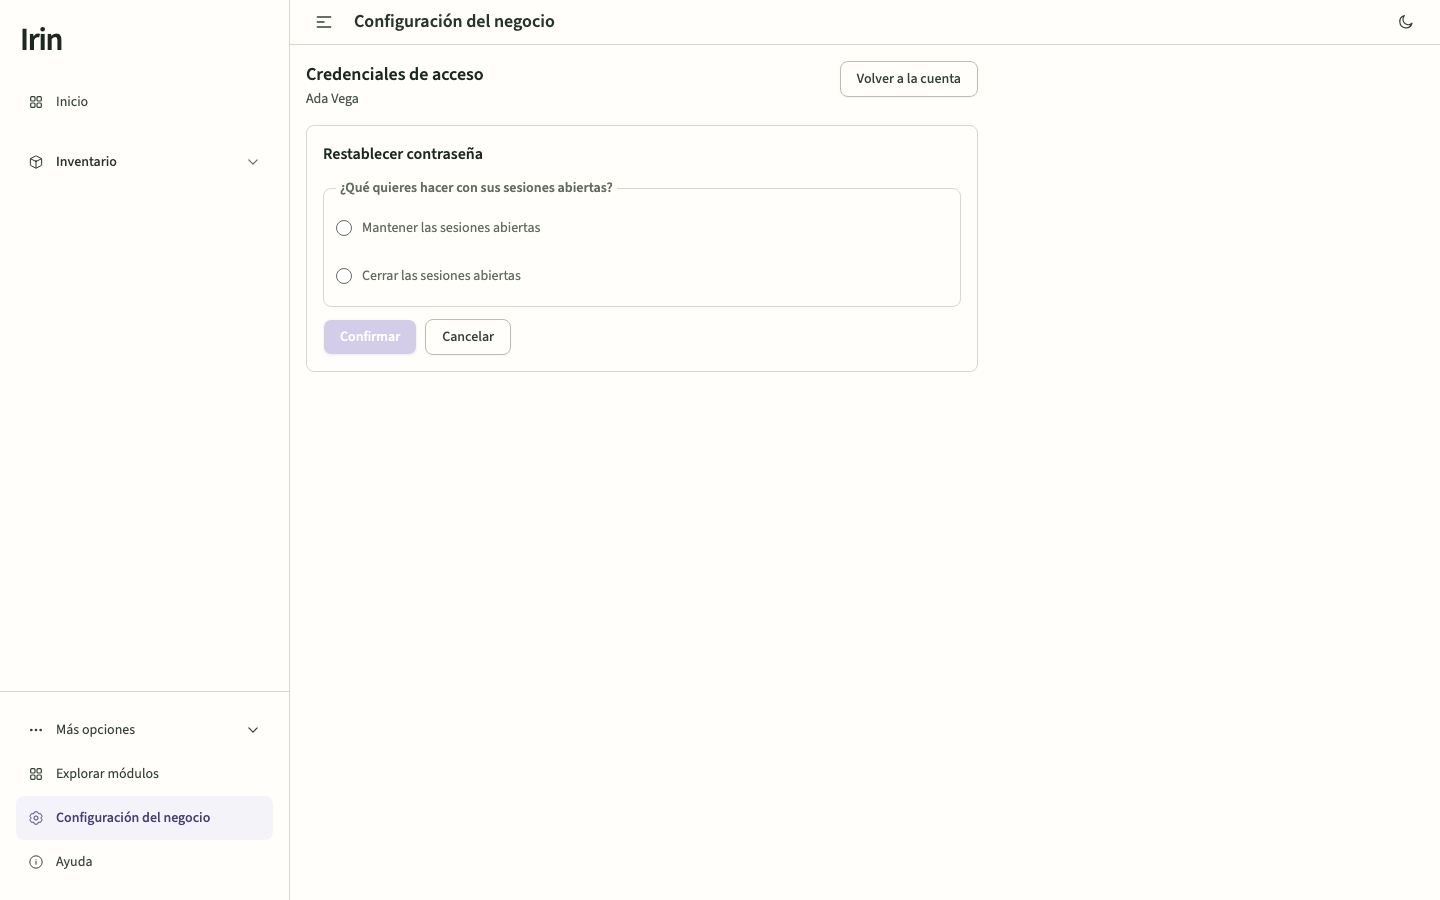 Irin
Inicio
Inventario
Más opciones
Explorar módulos
Configuración del negocio
Ayuda
Configuración del negocio
Credenciales de acceso
Ada Vega
Volver a la cuenta
Restablecer contraseña
¿Qué quieres hacer con sus sesiones abiertas?
Mantener las sesiones abiertas
Cerrar las sesiones abiertas
Confirmar
Cancelar